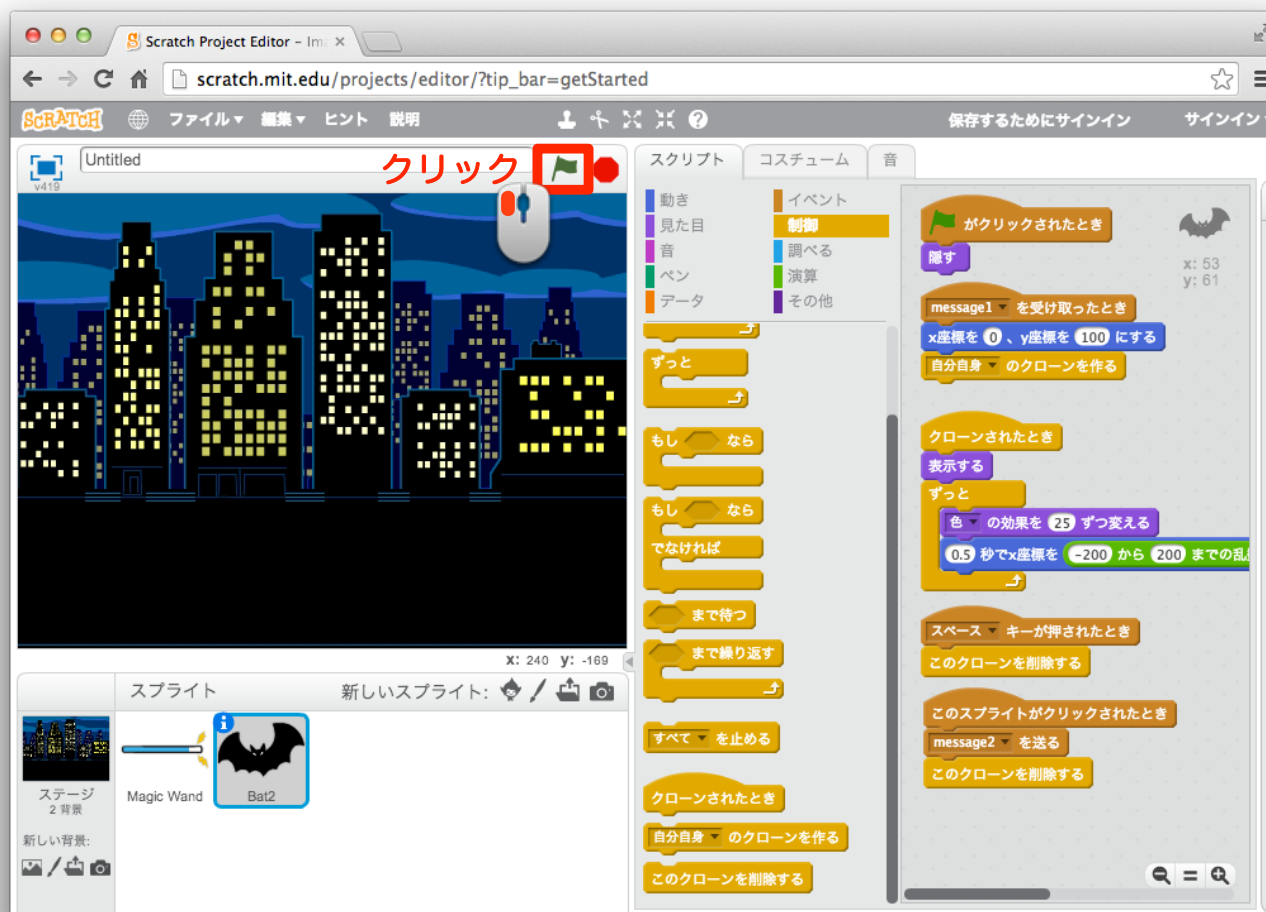 Scratch Project Editor – Im
scratch.mit.edu/projects/editor/?tip_bar=getStarted
SCRATCH
ファイル▼ 編集▼ ヒント 説明
保存するためにサインイン
サインイン
v419
Untitled
クリック
スクリプト
コスチューム
音
動き
イベント
見た目
制御
音
調べる
ペン
演算
データ
その他
ずっと
もし なら
もし なら
でなければ
まで待つ
まで繰り返す
すべて ▼ を止める
クローンされたとき
自分自身 ▼ のクローンを作る
このクローンを削除する
がクリックされたとき
隠す
x: 53
y: 61
message1 ▼ を受け取ったとき
x座標を 0 、y座標を 100 にする
自分自身 ▼ のクローンを作る
クローンされたとき
表示する
ずっと
色 ▼ の効果を 25 ずつ変える
0.5 秒でx座標を -200 から 200 までの乱
スペース ▼ キーが押されたとき
このクローンを削除する
このスプライトがクリックされたとき
message2 ▼ を送る
このクローンを削除する
x: 240 y: -169
スプライト
新しいスプライト:
ステージ
2 背景
新しい背景:
Magic Wand
Bat2